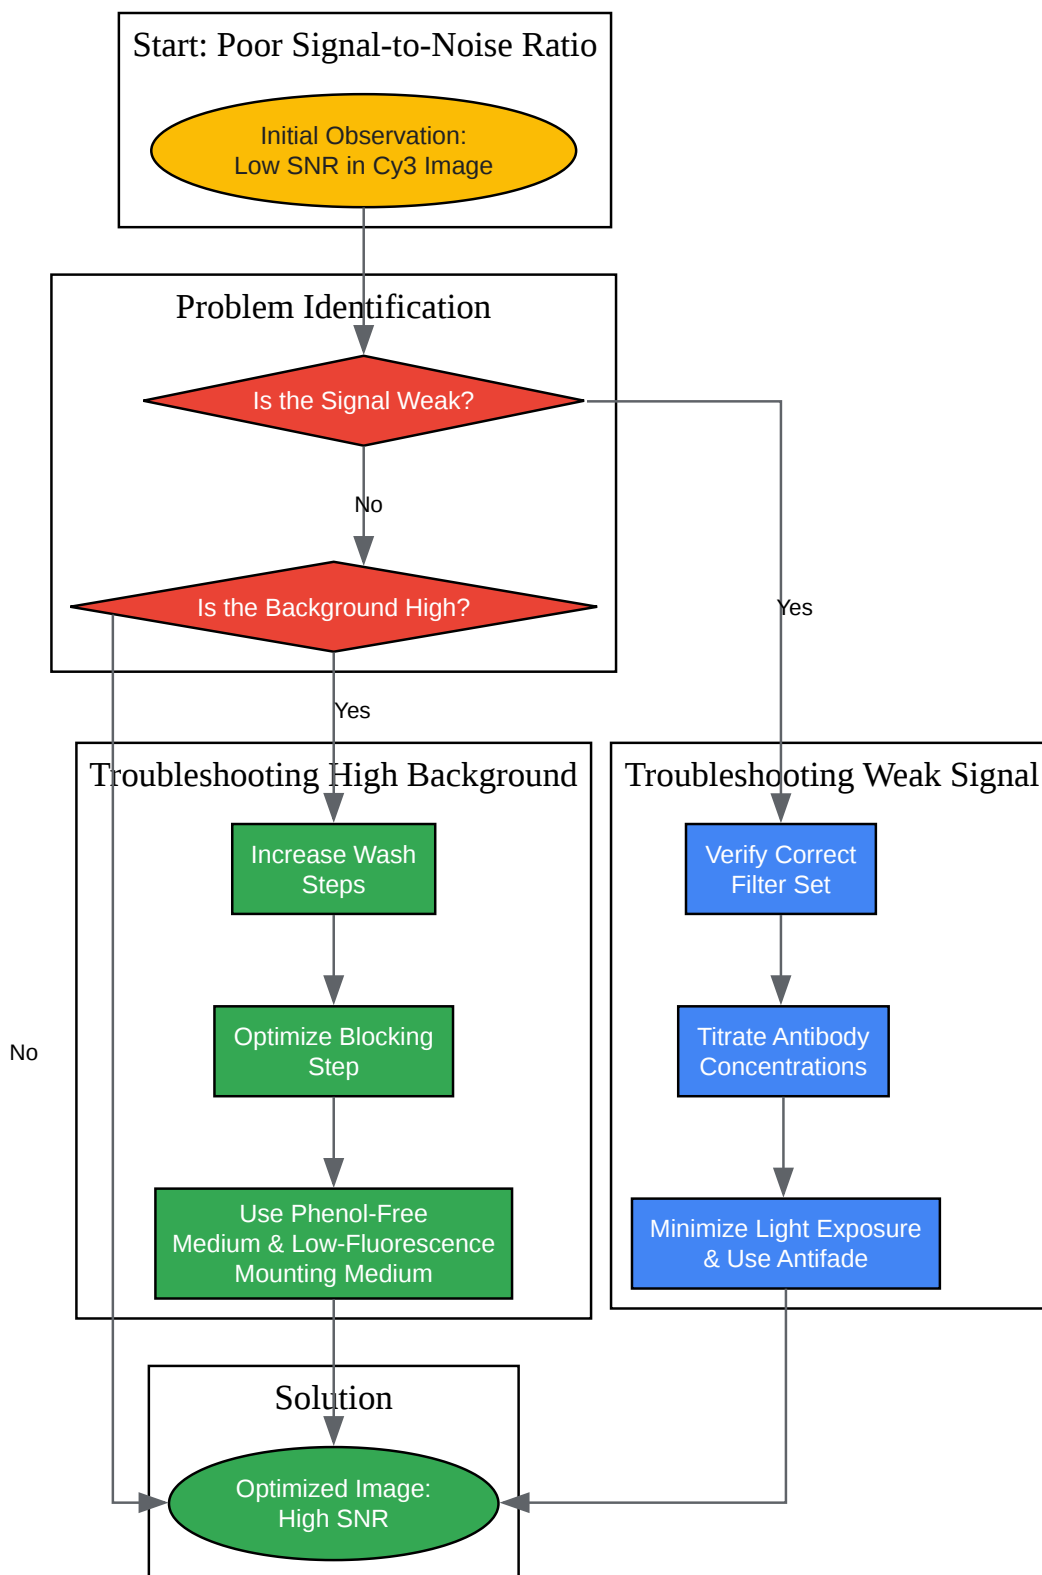 Start: Poor Signal-to-Noise Ratio
Initial Observation:
Low SNR in Cy3 Image
Problem Identification
Is the Signal Weak?
No
Is the Background High?
Yes
Yes
Troubleshooting High Background
Increase Wash
Steps
Optimize Blocking
Step
Use Phenol-Free
Medium & Low-Fluorescence
Mounting Medium
Troubleshooting Weak Signal
Verify Correct
Filter Set
Titrate Antibody
Concentrations
Minimize Light Exposure
& Use Antifade
No
Solution
Optimized Image:
High SNR